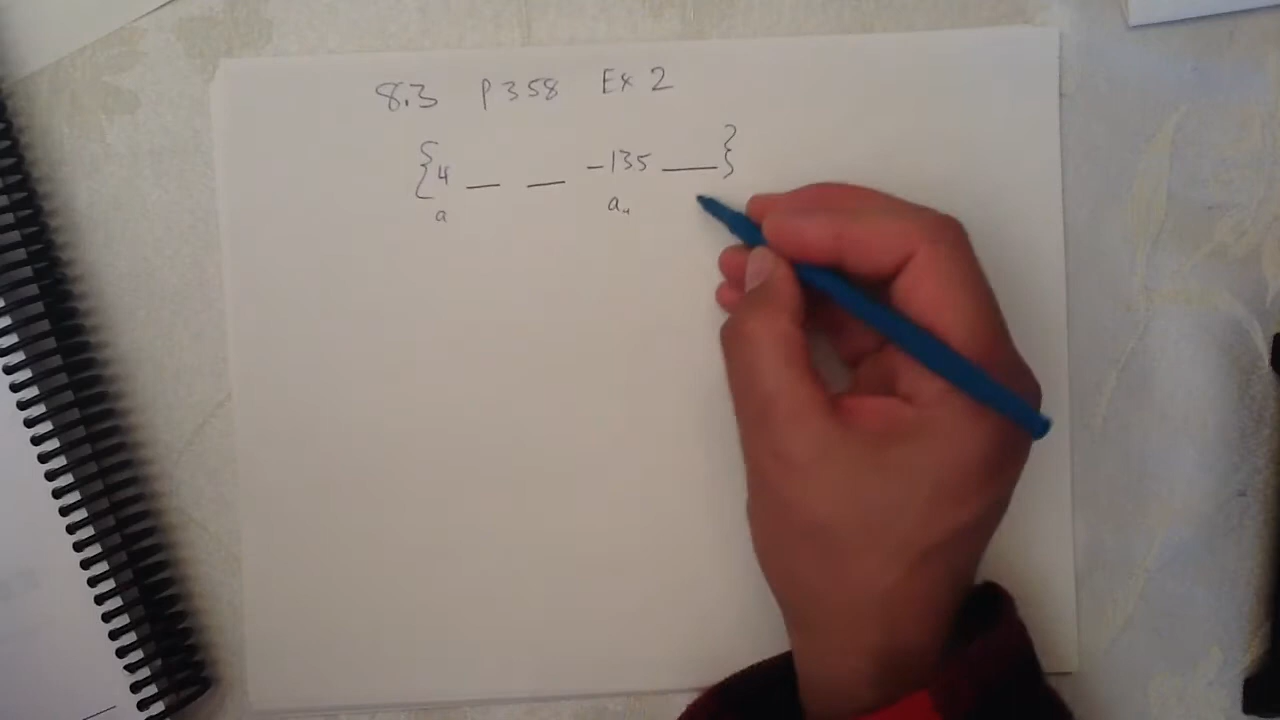 8.3 P358 Ex 2
{4 __ __ -135 __}
a a₄